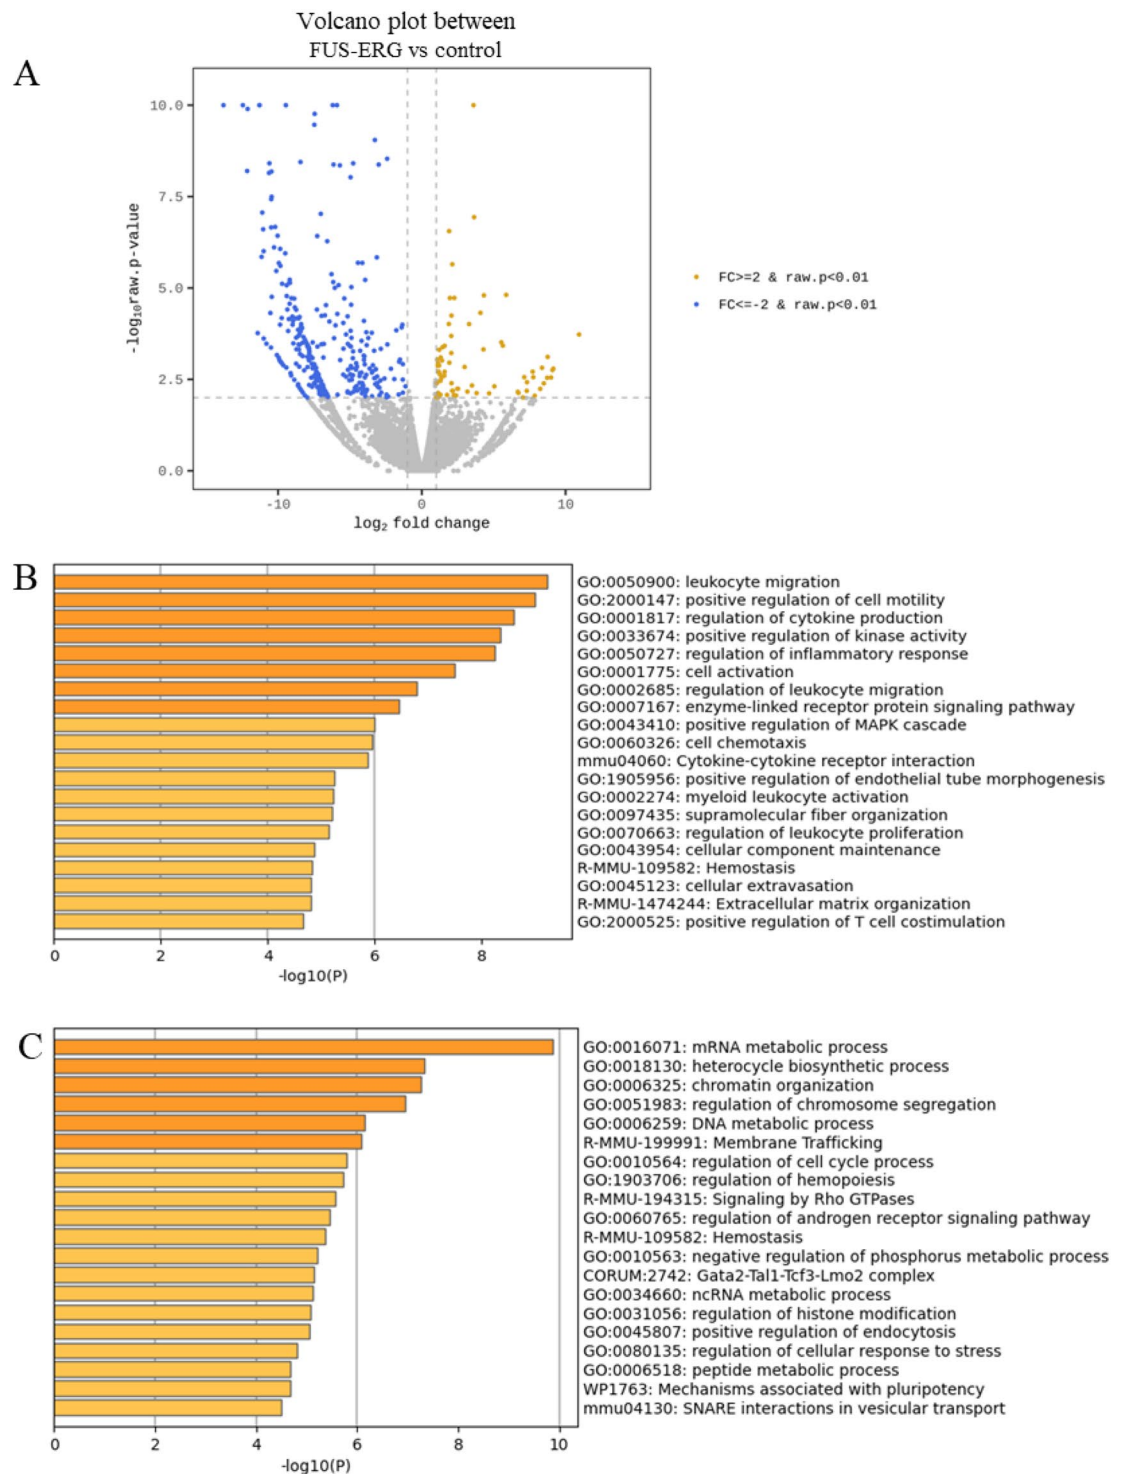 Volcano plot between
FUS-ERG vs control
A
10.0
7.5
5.0
2.5
0.0
-log10raw.p-value
-10 0 10
log2 fold change
FC>=2 & raw.p<0.01
FC<=-2 & raw.p<0.01
B
GO:0050900: leukocyte migration
GO:2000147: positive regulation of cell motility
GO:0001817: regulation of cytokine production
GO:0033674: positive regulation of kinase activity
GO:0050727: regulation of inflammatory response
GO:0001775: cell activation
GO:0002685: regulation of leukocyte migration
GO:0007167: enzyme-linked receptor protein signaling pathway
GO:0043410: positive regulation of MAPK cascade
GO:0060326: cell chemotaxis
mmu04060: Cytokine-cytokine receptor interaction
GO:1905956: positive regulation of endothelial tube morphogenesis
GO:0002274: myeloid leukocyte activation
GO:0097435: supramolecular fiber organization
GO:0070663: regulation of leukocyte proliferation
GO:0043954: cellular component maintenance
R-MMU-109582: Hemostasis
GO:0045123: cellular extravasation
R-MMU-1474244: Extracellular matrix organization
GO:2000525: positive regulation of T cell costimulation
0 2 4 6 8
-log10(P)
C
GO:0016071: mRNA metabolic process
GO:0018130: heterocycle biosynthetic process
GO:0006325: chromatin organization
GO:0051983: regulation of chromosome segregation
GO:0006259: DNA metabolic process
R-MMU-199991: Membrane Trafficking
GO:0010564: regulation of cell cycle process
GO:1903706: regulation of hemopoiesis
R-MMU-194315: Signaling by Rho GTPases
GO:0060765: regulation of androgen receptor signaling pathway
R-MMU-109582: Hemostasis
GO:0010563: negative regulation of phosphorus metabolic process
CORUM:2742: Gata2-Tal1-Tcf3-Lmo2 complex
GO:0034660: ncRNA metabolic process
GO:0031056: regulation of histone modification
GO:0045807: positive regulation of endocytosis
GO:0080135: regulation of cellular response to stress
GO:0006518: peptide metabolic process
WP1763: Mechanisms associated with pluripotency
mmu04130: SNARE interactions in vesicular transport
0 2 4 6 8 10
-log10(P)